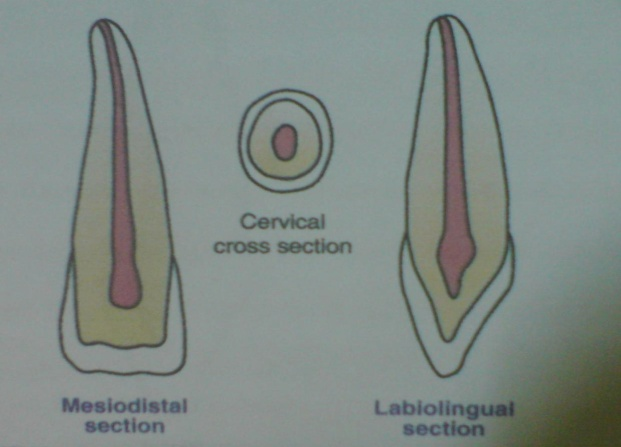 Cervical
cross section
Mesiodistal
section
Labiolingual
section